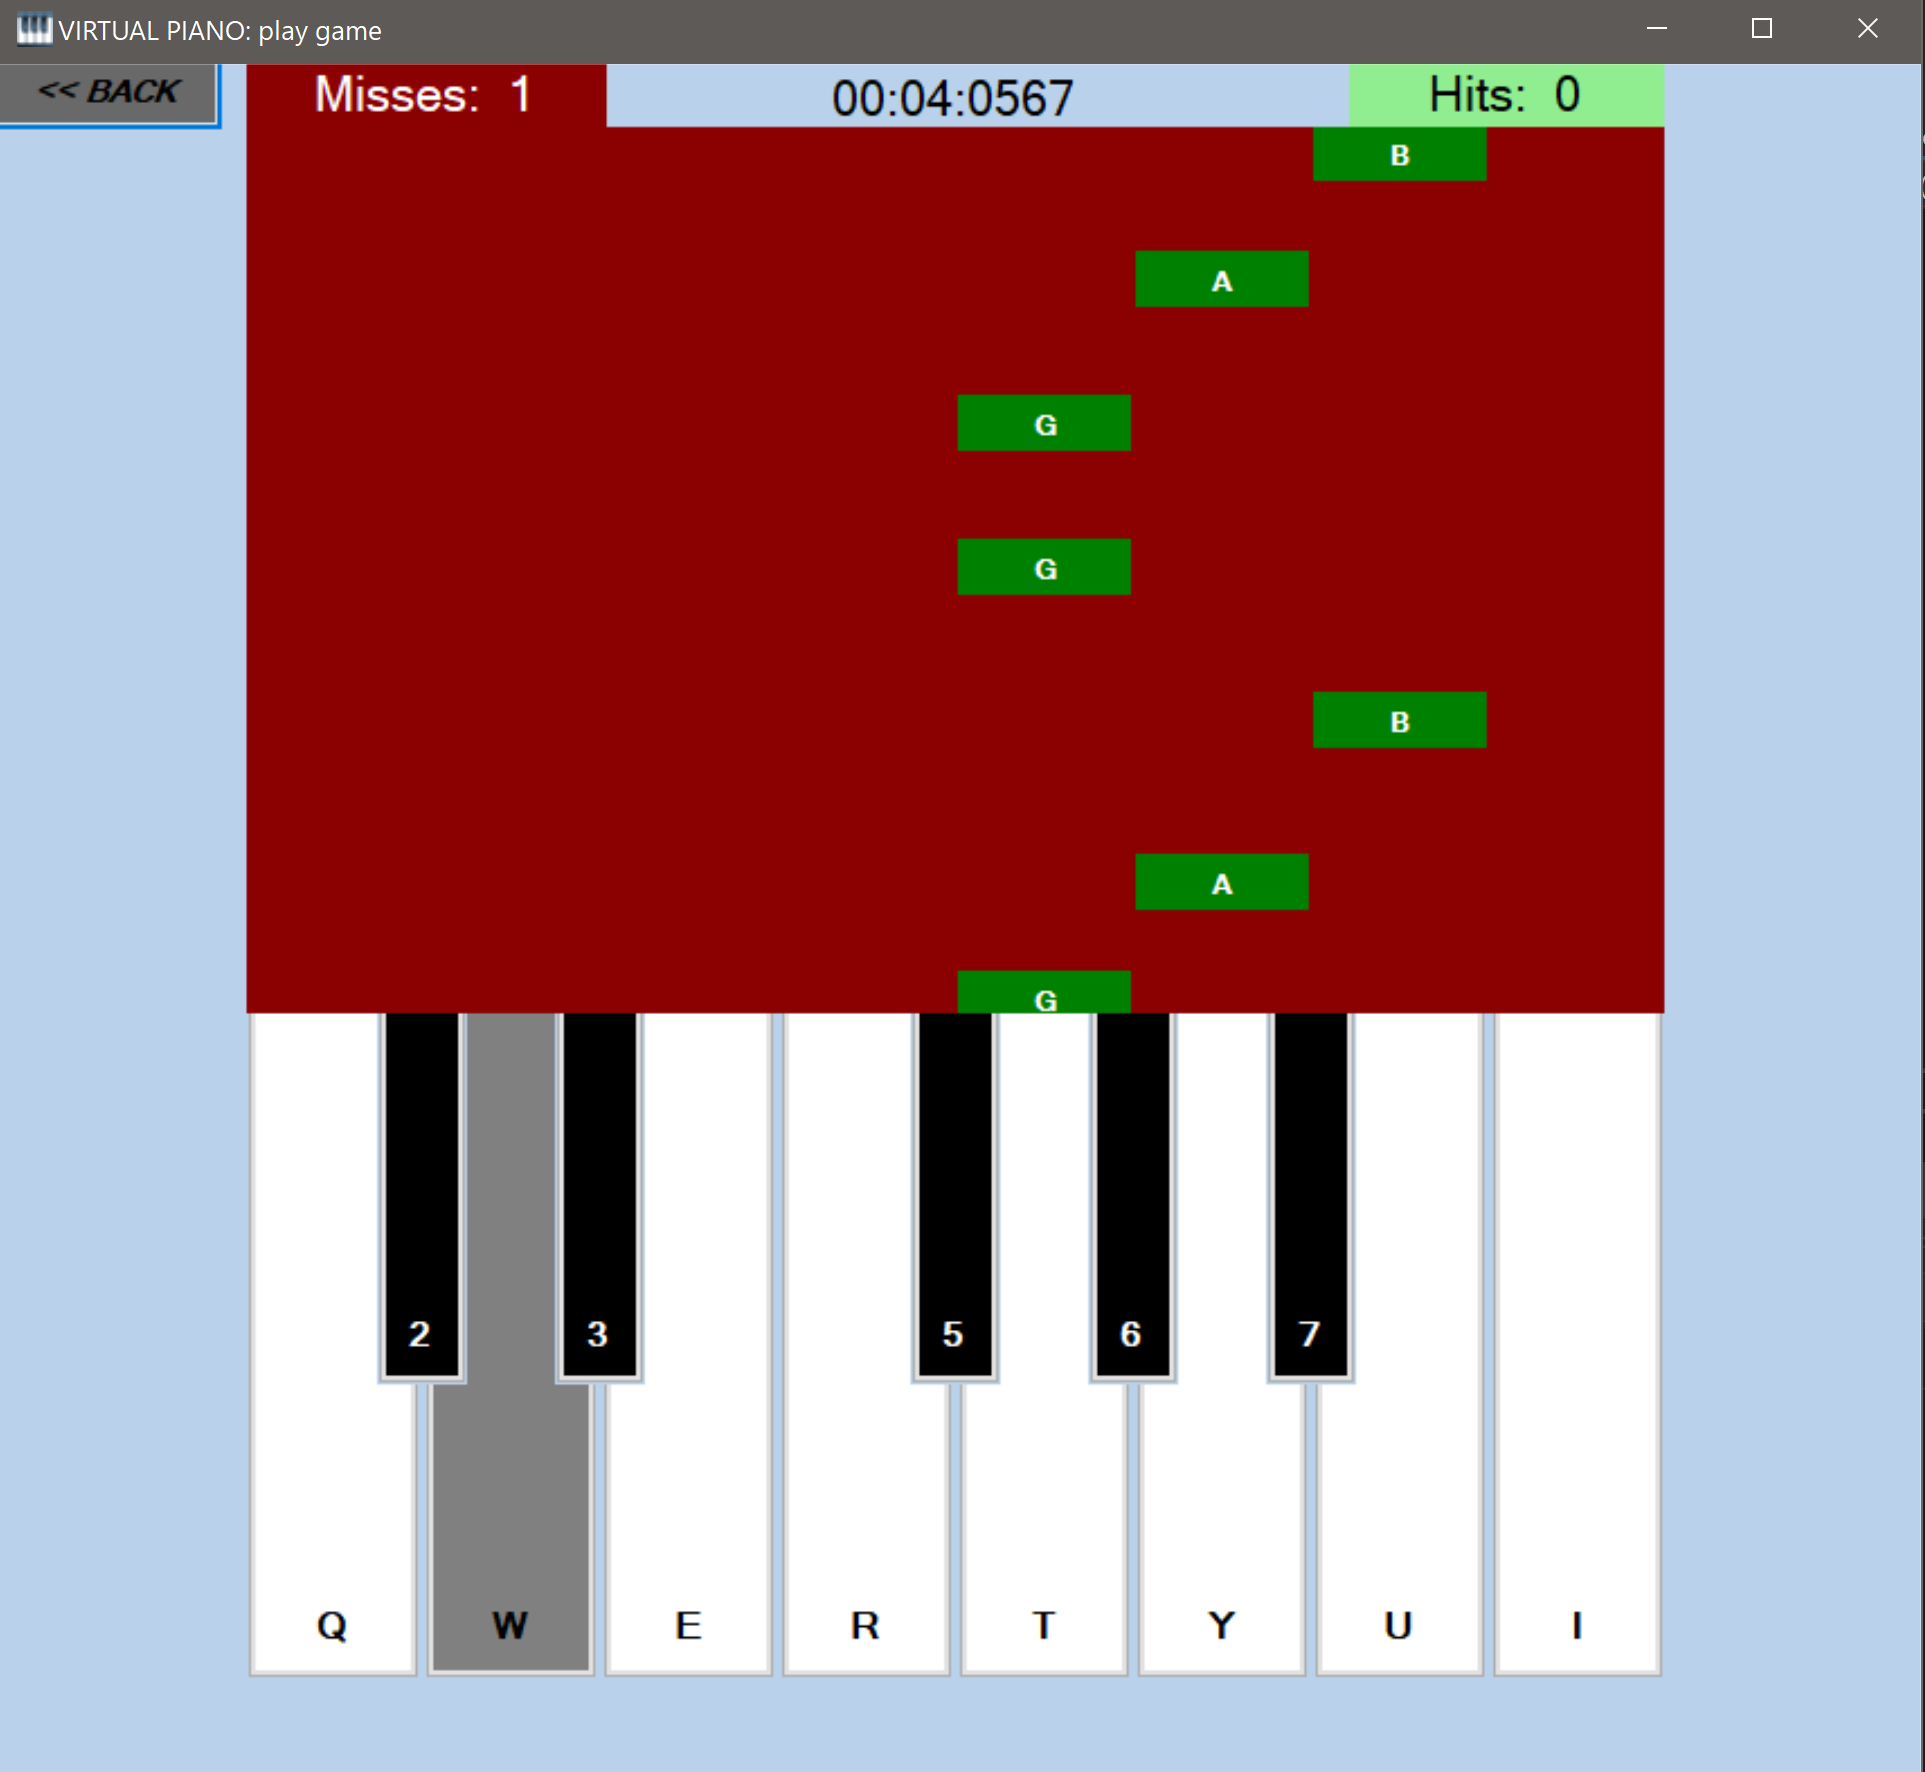 VIRTUAL PIANO: play game
<< BACK
Misses: 1
00:04:0567
Hits: 0
B
A
G
G
B
A
G
2 3 5 6 7
Q W E R T Y U I